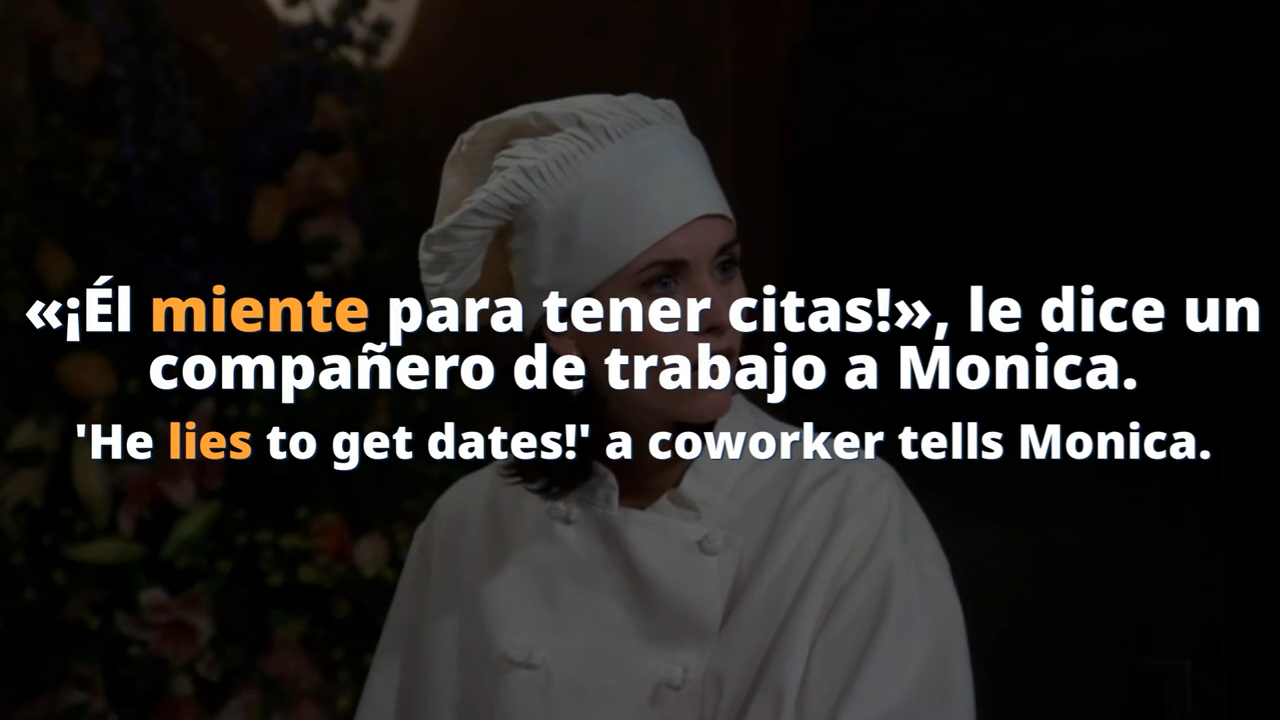 «¡Él miente para tener citas!», le dice un
compañero de trabajo a Monica.
'He lies to get dates!' a coworker tells Monica.